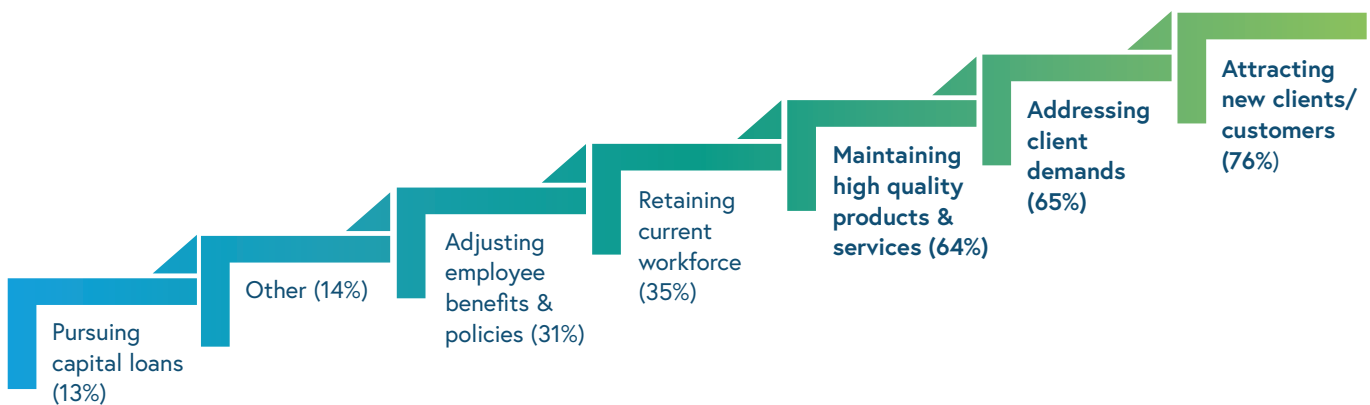 Pursuing
capital loans
(13%)
Other (14%)
Adjusting
employee
benefits &
policies (31%)
Retaining
current
workforce
(35%)
Maintaining
high quality
products &
services (64%)
Addressing
client
demands
(65%)
Attracting
new clients/
customers
(76%)